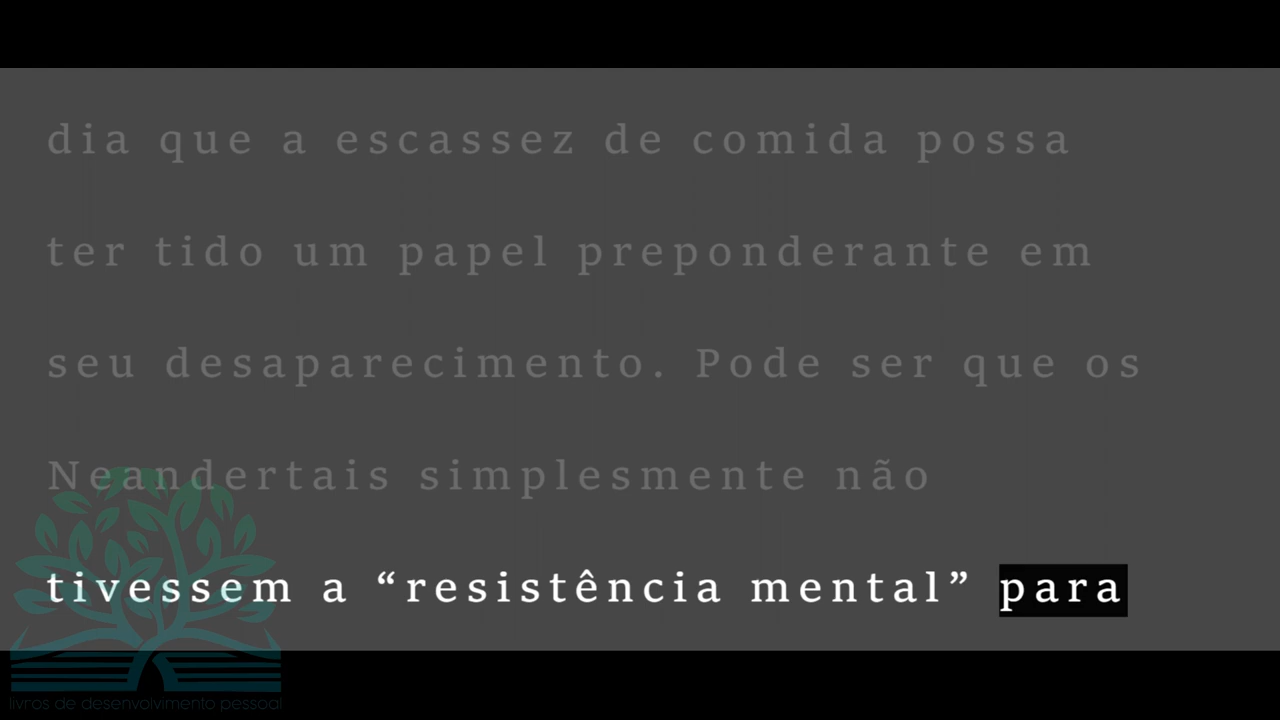 dia que a escassez de comida possa
ter tido um papel preponderante em
seu desaparecimento. Pode ser que os
Neandertais simplesmente não
tivessem a “resistência mental” para
livros de desenvolvimento pessoal